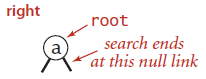 right
root
a
search ends
at this null link